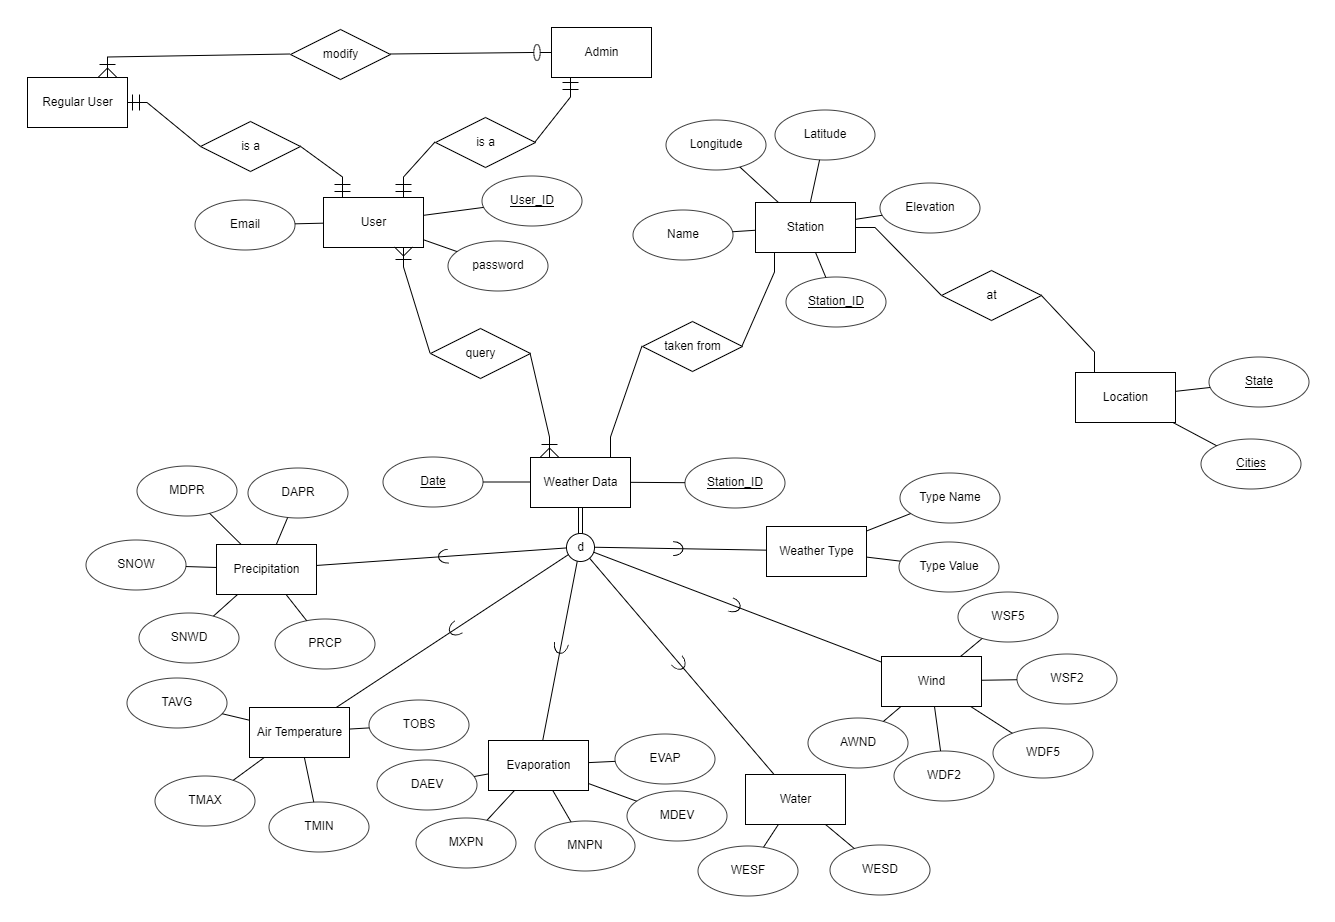 modify
Admin
Regular User
is a
is a
Longitude
Latitude
Email
User
User_ID
password
Name
Station
Elevation
Station_ID
at
query
taken from
Location
State
Cities
Date
Weather Data
Station_ID
MDPR
DAPR
SNOW
Precipitation
SNWD
PRCP
d
Weather Type
Type Name
Type Value
WSF5
Wind
WSF2
AWND
WDF2
WDF5
TAVG
Air Temperature
TOBS
TMAX
TMIN
Evaporation
EVAP
DAEV
MDEV
MXPN
MNPN
Water
WESF
WESD